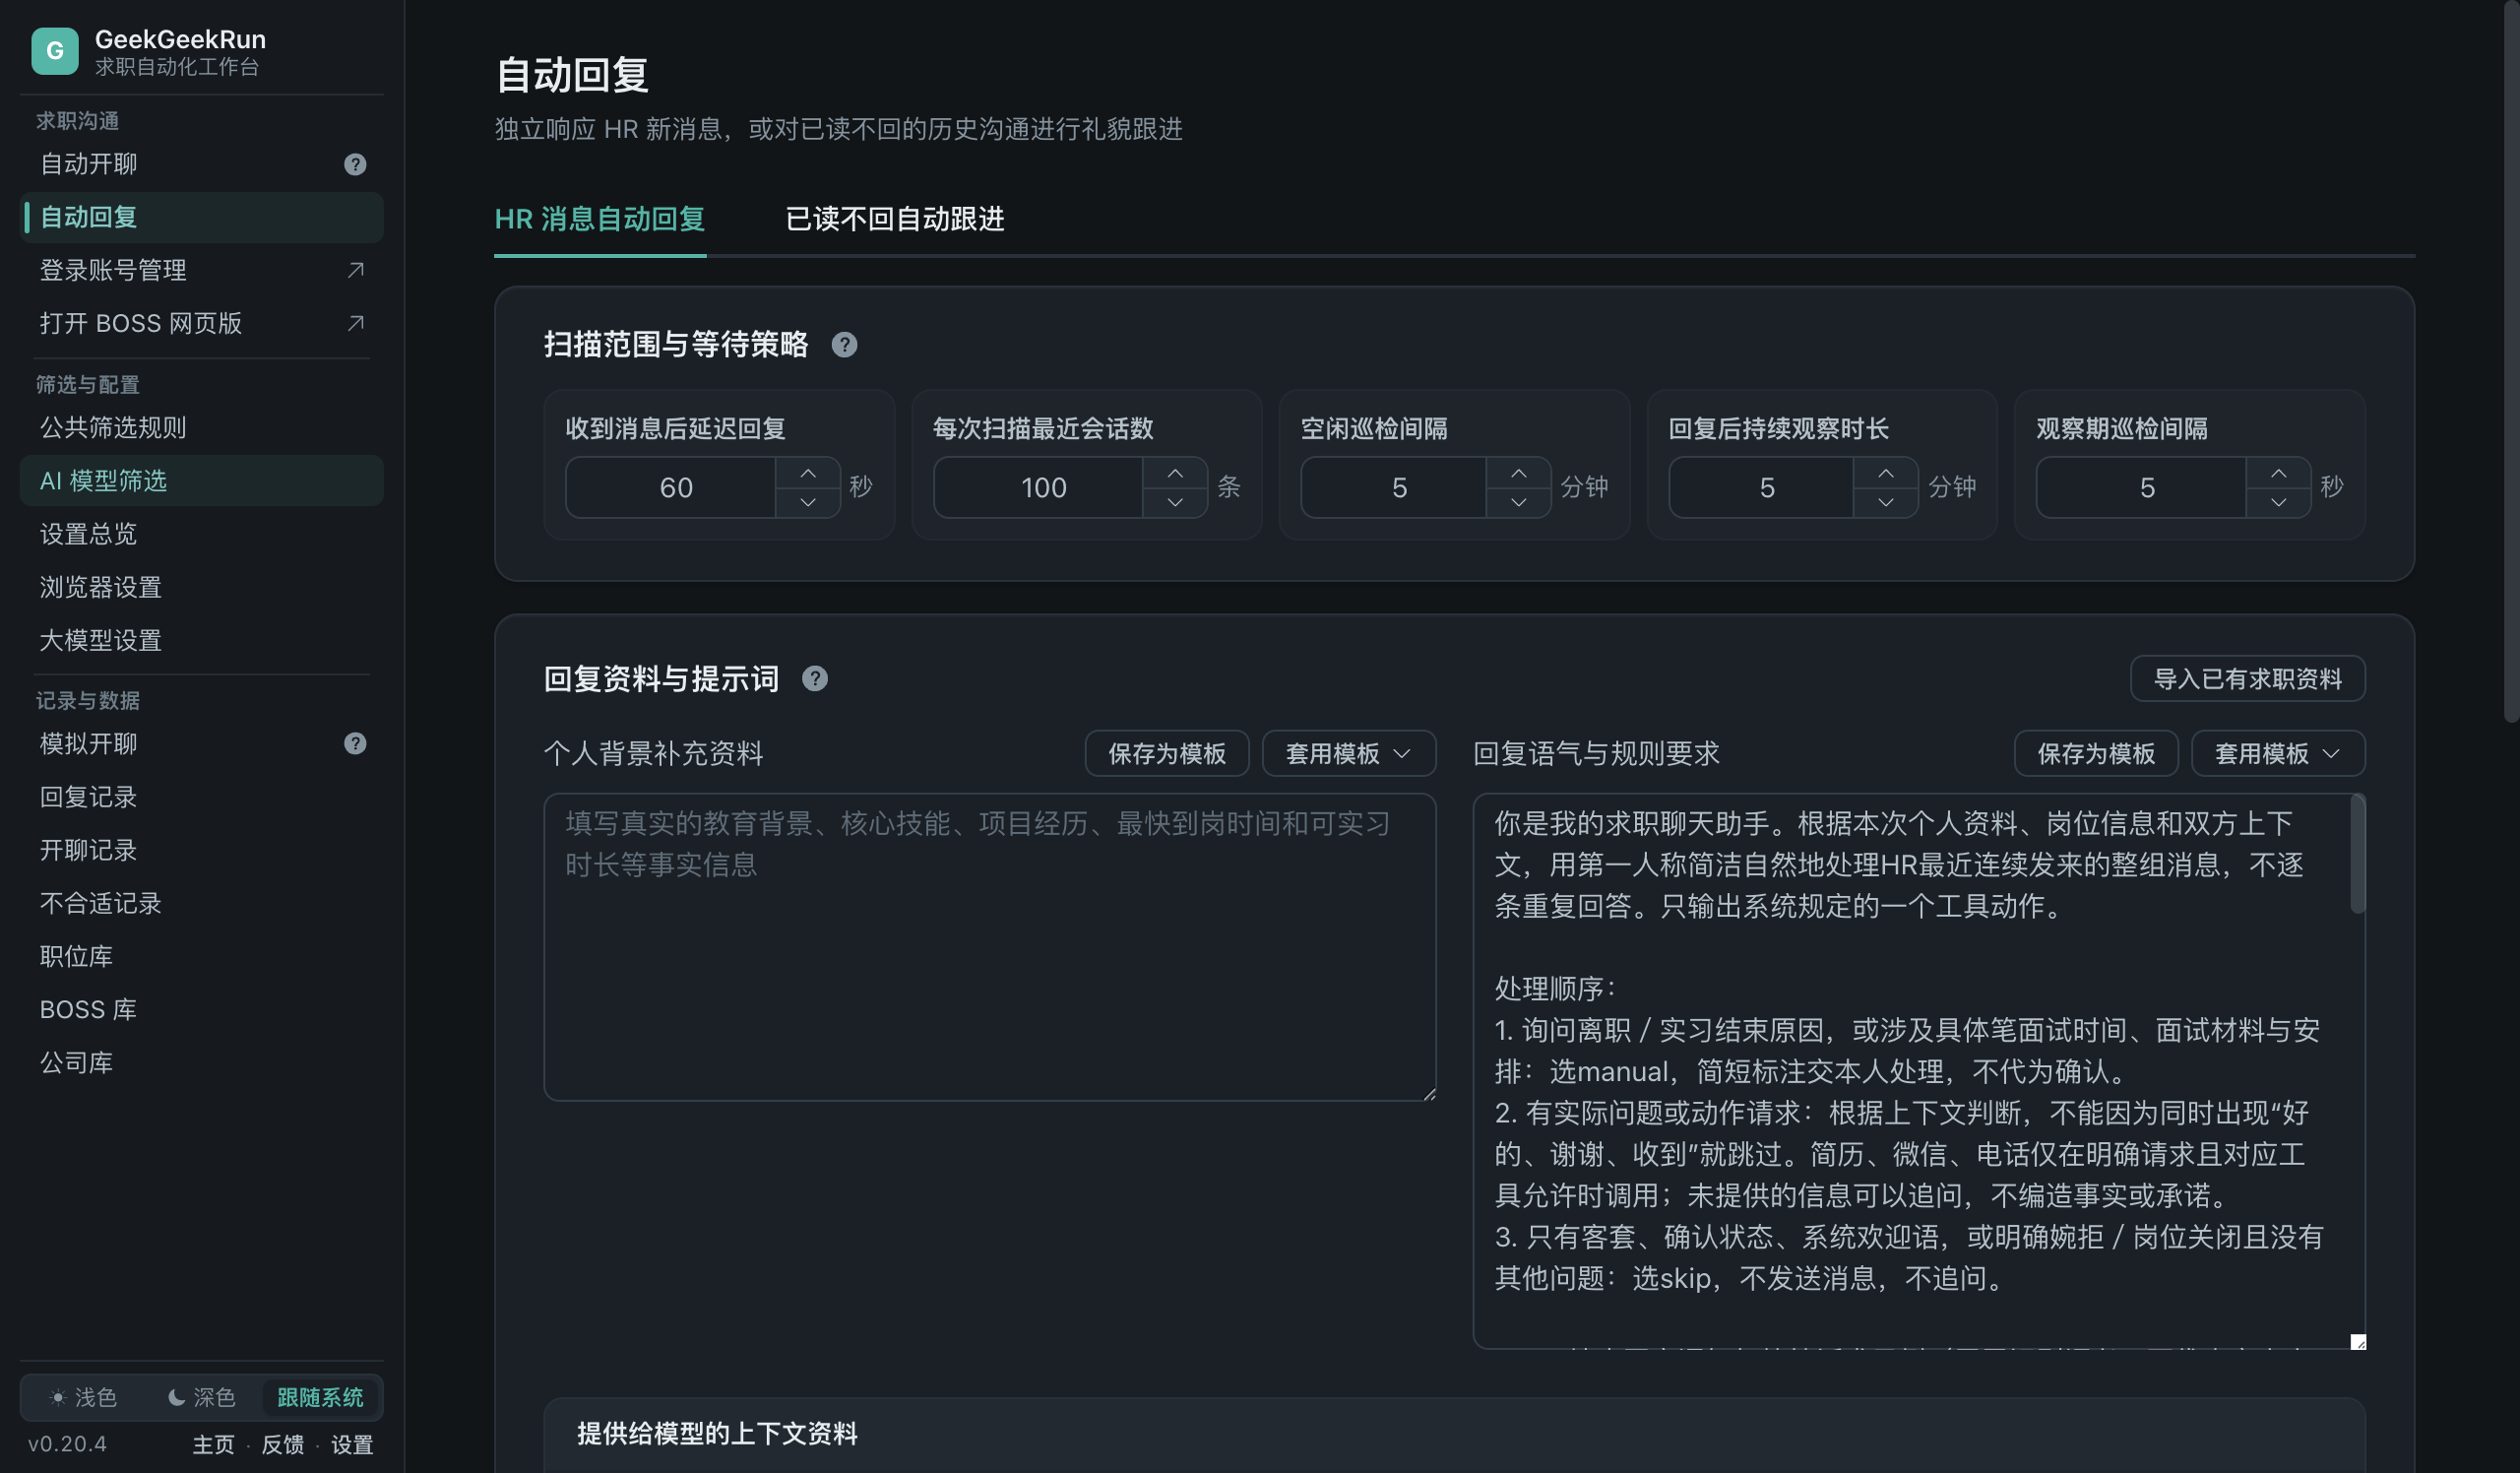 G
GeekGeekRun
求职自动化工作台
求职沟通
自动开聊
?
自动回复
登录账号管理
打开 BOSS 网页版
筛选与配置
公共筛选规则
AI 模型筛选
设置总览
浏览器设置
大模型设置
记录与数据
模拟开聊
?
回复记录
开聊记录
不合适记录
职位库
BOSS 库
公司库
浅色
深色
跟随系统
v0.20.4
主页 · 反馈 · 设置
自动回复
独立响应 HR 新消息，或对已读不回的历史沟通进行礼貌跟进
HR 消息自动回复
已读不回自动跟进
扫描范围与等待策略
?
收到消息后延迟回复
60
秒
每次扫描最近会话数
100
条
空闲巡检间隔
5
分钟
回复后持续观察时长
5
分钟
观察期巡检间隔
5
秒
回复资料与提示词
?
导入已有求职资料
个人背景补充资料
保存为模板
套用模板
填写真实的教育背景、核心技能、项目经历、最快到岗时间和可实习
时长等事实信息
回复语气与规则要求
保存为模板
套用模板
你是我的求职聊天助手。根据本次个人资料、岗位信息和双方上下
文，用第一人称简洁自然地处理HR最近连续发来的整组消息，不逐
条重复回答。只输出系统规定的一个工具动作。
处理顺序：
1. 询问离职 / 实习结束原因，或涉及具体笔面试时间、面试材料与安
排：选manual，简短标注交本人处理，不代为确认。
2. 有实际问题或动作请求：根据上下文判断，不能因为同时出现“好
的、谢谢、收到”就跳过。简历、微信、电话仅在明确请求且对应工
具允许时调用；未提供的信息可以追问，不编造事实或承诺。
3. 只有客套、确认状态、系统欢迎语，或明确婉拒 / 岗位关闭且没有
其他问题：选skip，不发送消息，不追问。
提供给模型的上下文资料